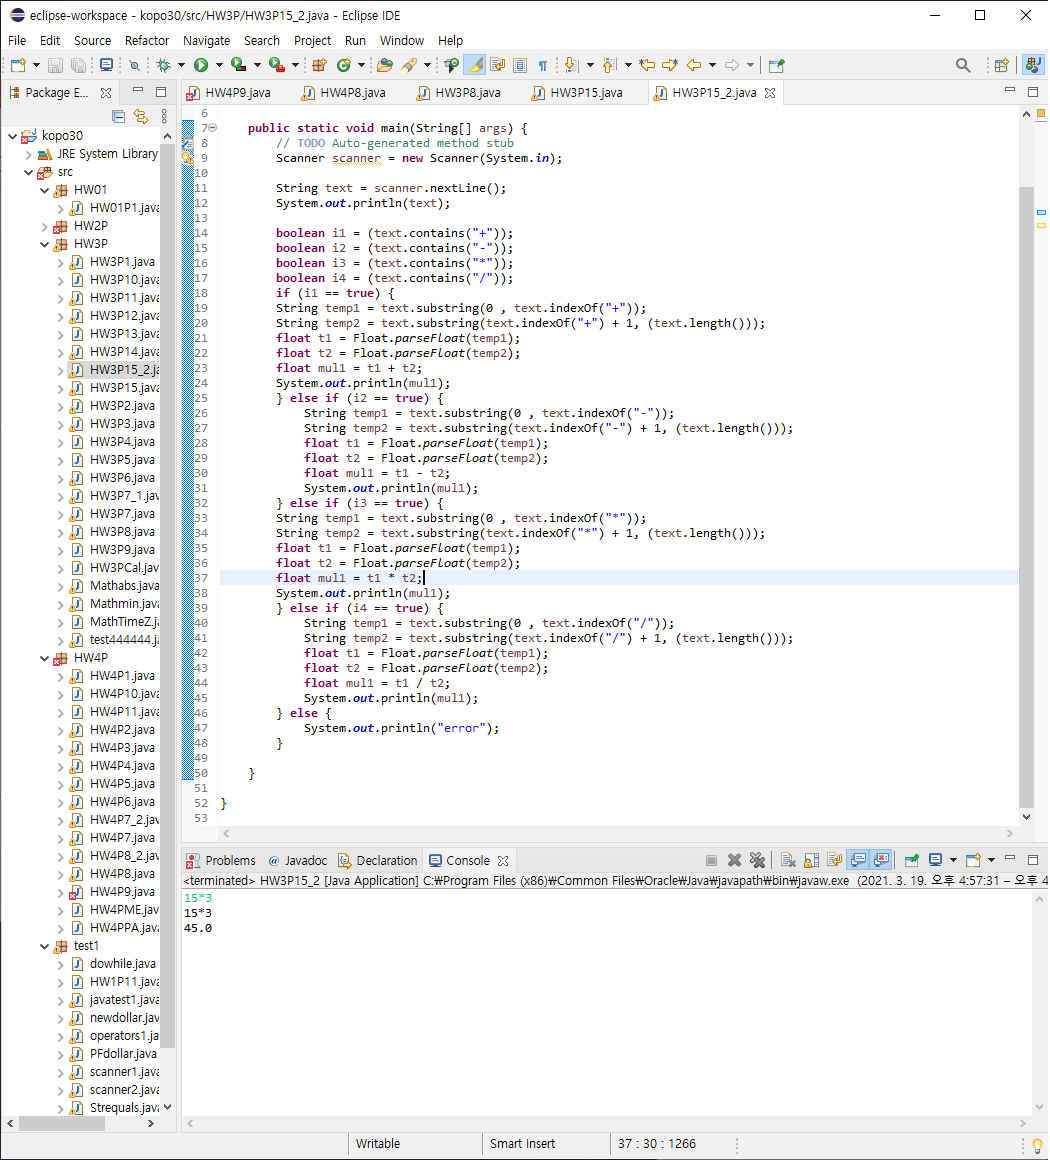 eclipse-workspace - kopo30/src/HW3P/HW3P15_2.java - Eclipse IDE
File Edit Source Refactor Navigate Search Project Run Window Help
Package E...
HW4P9.java HW4P8.java HW3P8.java HW3P15.java HW3P15_2.java
kopo30
JRE System Library
src
HW01
HW01P1.java
HW2P
HW3P
HW3P1.java
HW3P10.java
HW3P11.java
HW3P12.java
HW3P13.java
HW3P14.java
HW3P15_2.ja
HW3P15.java
HW3P2.java
HW3P3.java
HW3P4.java
HW3P5.java
HW3P6.java
HW3P7_1.jav
HW3P7.java
HW3P8.java
HW3P9.java
HW3PCal.jav
Mathabs.java
Mathmin.java
MathTimeZ.j
test444444.ja
HW4P
HW4P1.java
HW4P10.java
HW4P11.java
HW4P2.java
HW4P3.java
HW4P4.java
HW4P5.java
HW4P6.java
HW4P7_2.jav
HW4P7.java
HW4P8_2.jav
HW4P8.java
HW4P9.java
HW4PME.jav
HW4PPA.java
test1
dowhile.java
HW1P11.java
javatest1.java
newdollar.jav
operators1.ja
PFdollar.java
scanner1.java
scanner2.java
Strequals.java
6
7 public static void main(String[] args) {
8 // TODO Auto-generated method stub
9 Scanner scanner = new Scanner(System.in);
10
11 String text = scanner.nextLine();
12 System.out.println(text);
13
14 boolean i1 = (text.contains("+"));
15 boolean i2 = (text.contains("-"));
16 boolean i3 = (text.contains("*"));
17 boolean i4 = (text.contains("/"));
18 if (i1 == true) {
19 String temp1 = text.substring(0 , text.indexOf("+"));
20 String temp2 = text.substring(text.indexOf("+") + 1, (text.length()));
21 float t1 = Float.parseFloat(temp1);
22 float t2 = Float.parseFloat(temp2);
23 float mul1 = t1 + t2;
24 System.out.println(mul1);
25 } else if (i2 == true) {
26 String temp1 = text.substring(0 , text.indexOf("-"));
27 String temp2 = text.substring(text.indexOf("-") + 1, (text.length()));
28 float t1 = Float.parseFloat(temp1);
29 float t2 = Float.parseFloat(temp2);
30 float mul1 = t1 - t2;
31 System.out.println(mul1);
32 } else if (i3 == true) {
33 String temp1 = text.substring(0 , text.indexOf("*"));
34 String temp2 = text.substring(text.indexOf("*") + 1, (text.length()));
35 float t1 = Float.parseFloat(temp1);
36 float t2 = Float.parseFloat(temp2);
37 float mul1 = t1 * t2;
38 System.out.println(mul1);
39 } else if (i4 == true) {
40 String temp1 = text.substring(0 , text.indexOf("/"));
41 String temp2 = text.substring(text.indexOf("/") + 1, (text.length()));
42 float t1 = Float.parseFloat(temp1);
43 float t2 = Float.parseFloat(temp2);
44 float mul1 = t1 / t2;
45 System.out.println(mul1);
46 } else {
47 System.out.println("error");
48 }
49
50 }
51
52 }
53
Problems @ Javadoc Declaration Console
<terminated> HW3P15_2 [Java Application] C:₩Program Files (x86)₩Common Files₩Oracle₩Java₩javapath₩bin₩javaw.exe (2021. 3. 19. 오후 4:57:31 – 오후 4
15*3
15*3
45.0
Writable Smart Insert 37 : 30 : 1266